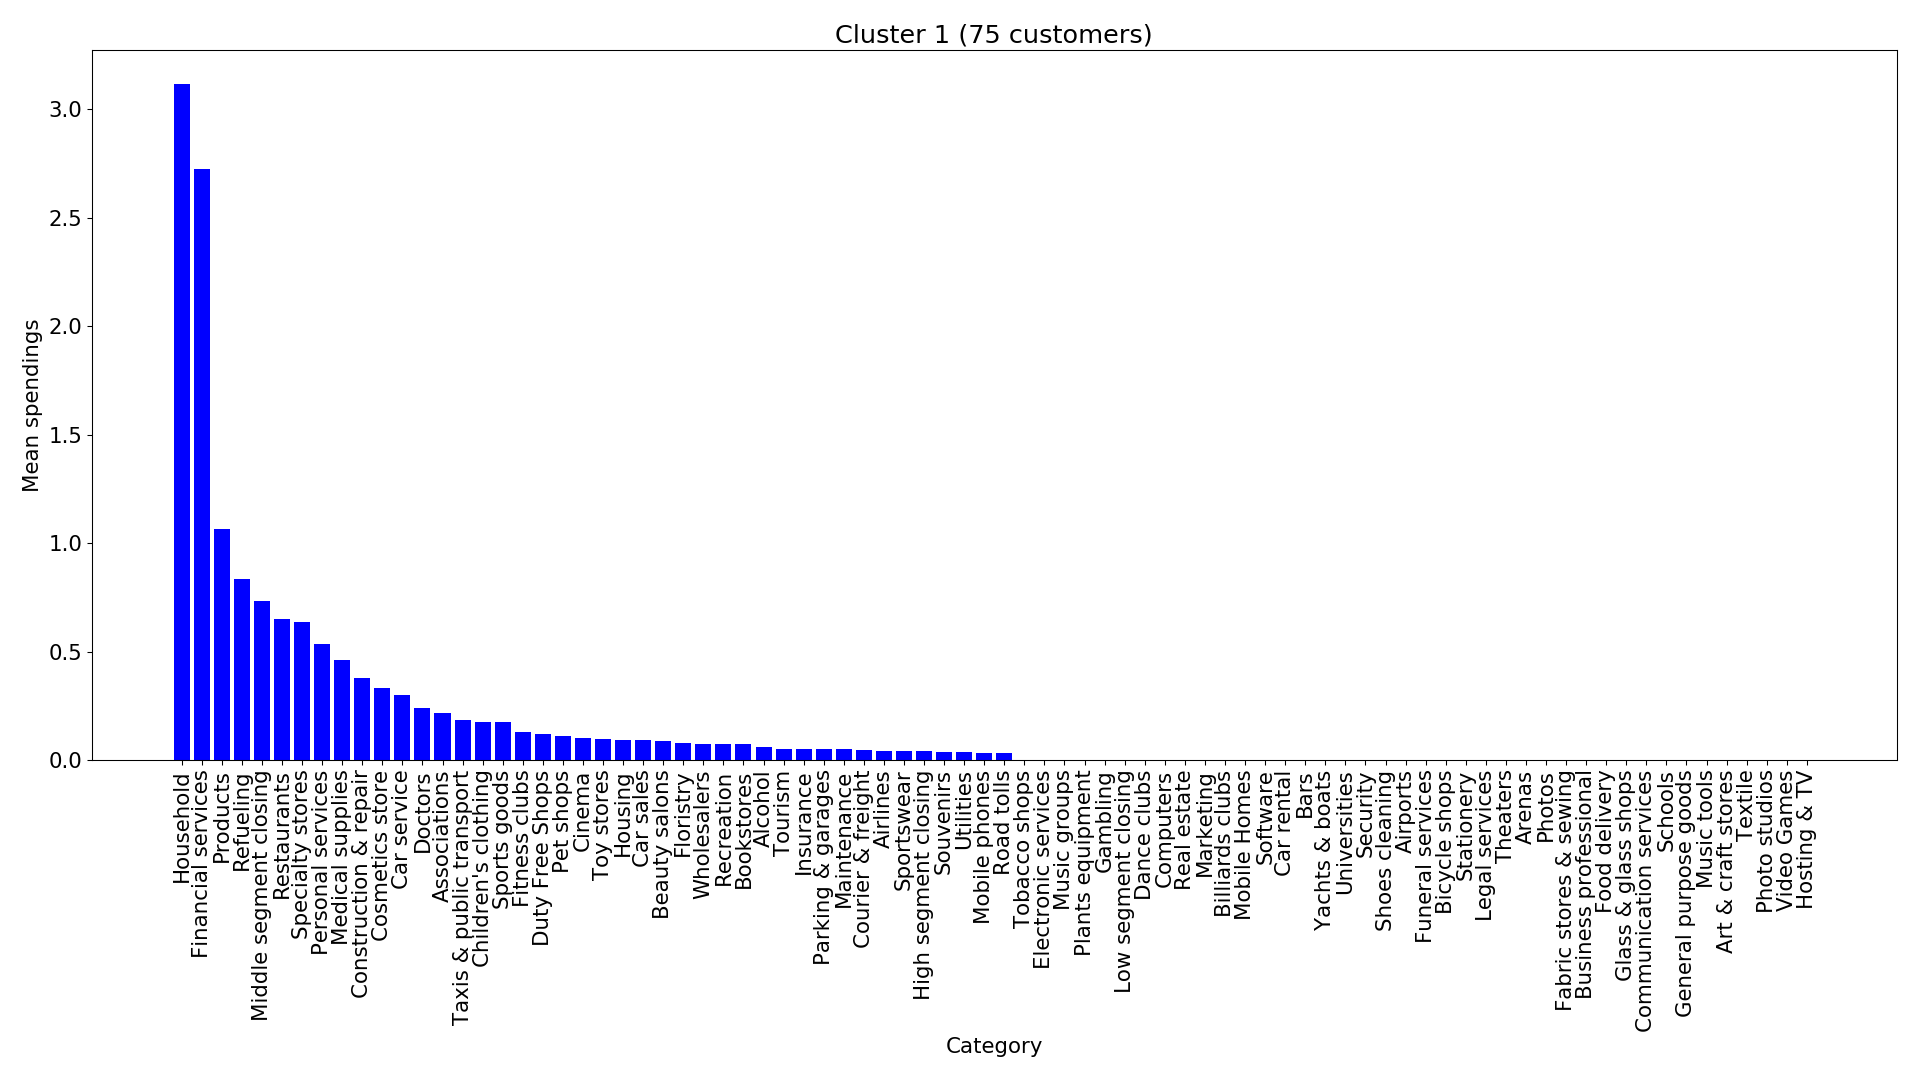 Cluster 1 (75 customers)
Mean spendings
3.0
2.5
2.0
1.5
1.0
0.5
0.0
Household
Financial services
Products
Refueling
Middle segment closing
Restaurants
Specialty stores
Personal services
Medical supplies
Construction & repair
Cosmetics store
Car service
Doctors
Associations
Taxis & public transport
Children's clothing
Sports goods
Fitness clubs
Duty Free Shops
Pet shops
Cinema
Toy stores
Housing
Car sales
Beauty salons
Floristry
Wholesalers
Recreation
Bookstores
Alcohol
Tourism
Insurance
Parking & garages
Maintenance
Courier & freight
Airlines
Sportswear
High segment closing
Souvenirs
Utilities
Mobile phones
Road tolls
Tobacco shops
Electronic services
Music groups
Plants equipment
Gambling
Low segment closing
Dance clubs
Computers
Real estate
Marketing
Billiards clubs
Mobile Homes
Software
Car rental
Bars
Yachts & boats
Universities
Security
Shoes cleaning
Airports
Funeral services
Bicycle shops
Stationery
Legal services
Theaters
Arenas
Photos
Fabric stores & sewing
Business professional
Food delivery
Glass & glass shops
Communication services
Schools
General purpose goods
Music tools
Art & craft stores
Textile
Photo studios
Video Games
Hosting & TV
Category